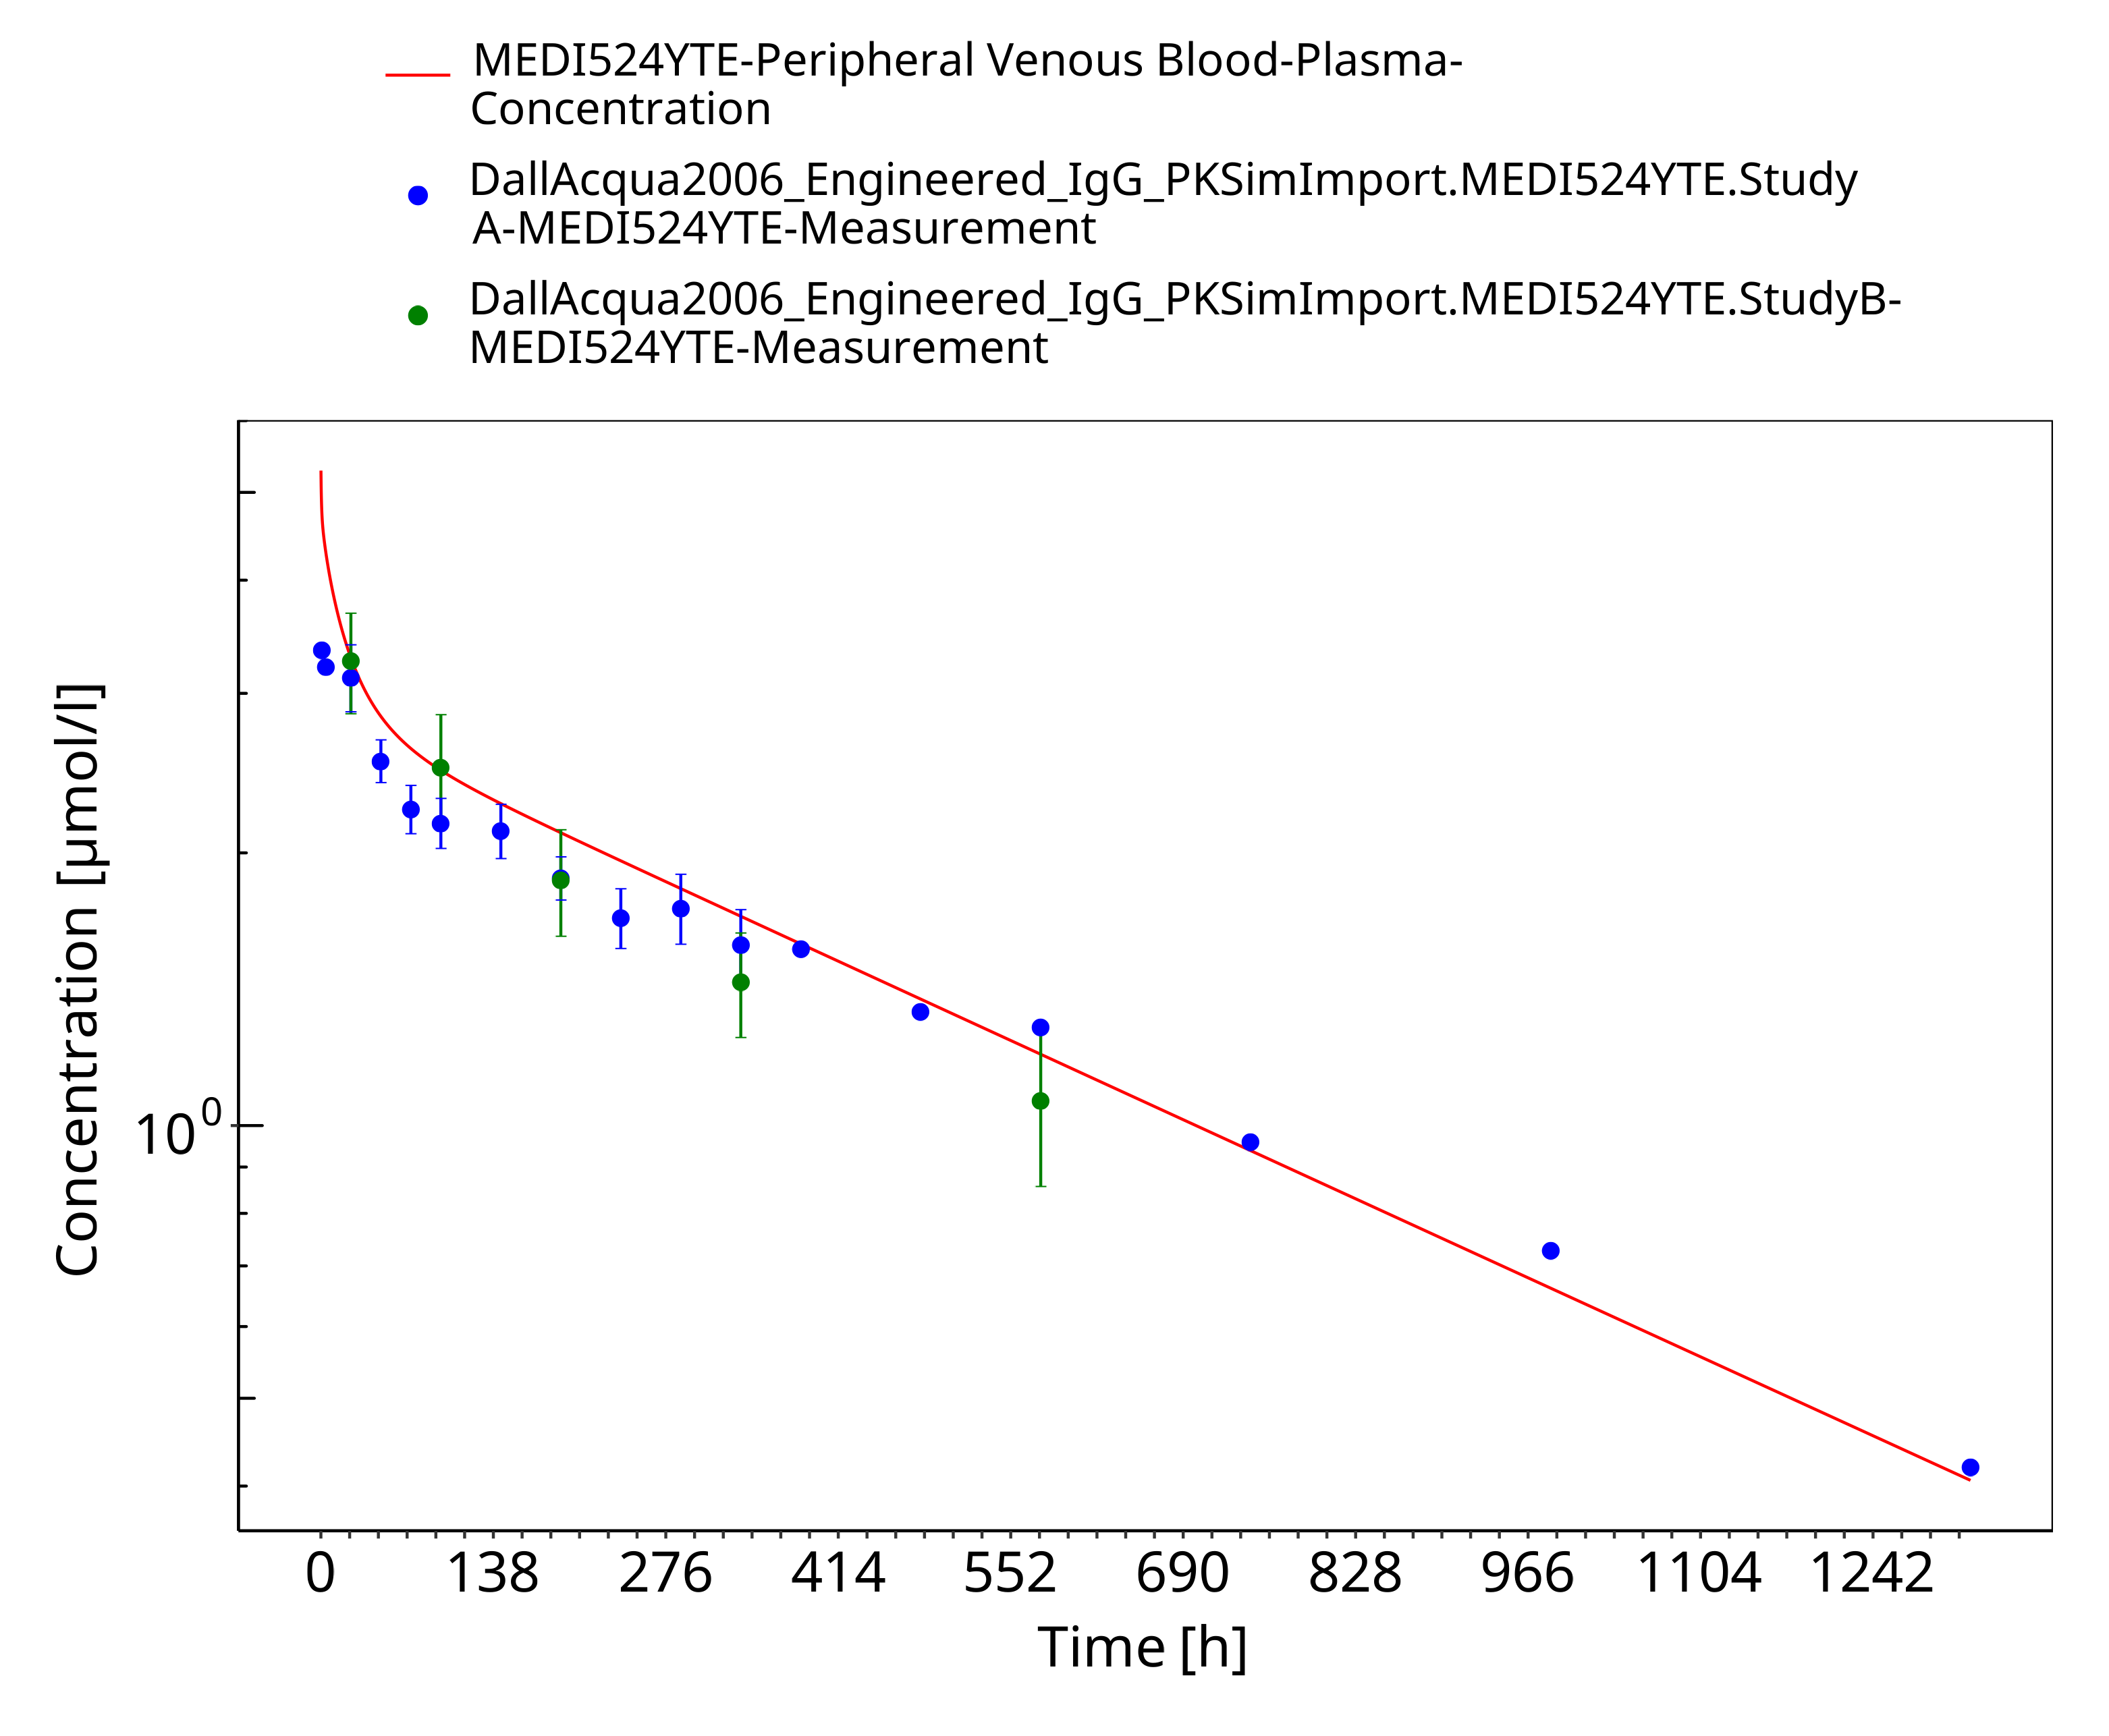 MEDI524YTE-Peripheral Venous Blood-Plasma-
Concentration
DallAcqua2006_Engineered_IgG_PKSimImport.MEDI524YTE.Study
A-MEDI524YTE-Measurement
DallAcqua2006_Engineered_IgG_PKSimImport.MEDI524YTE.StudyB-
MEDI524YTE-Measurement
Concentration [µmol/l]
10⁰
0 138 276 414 552 690 828 966 1104 1242
Time [h]